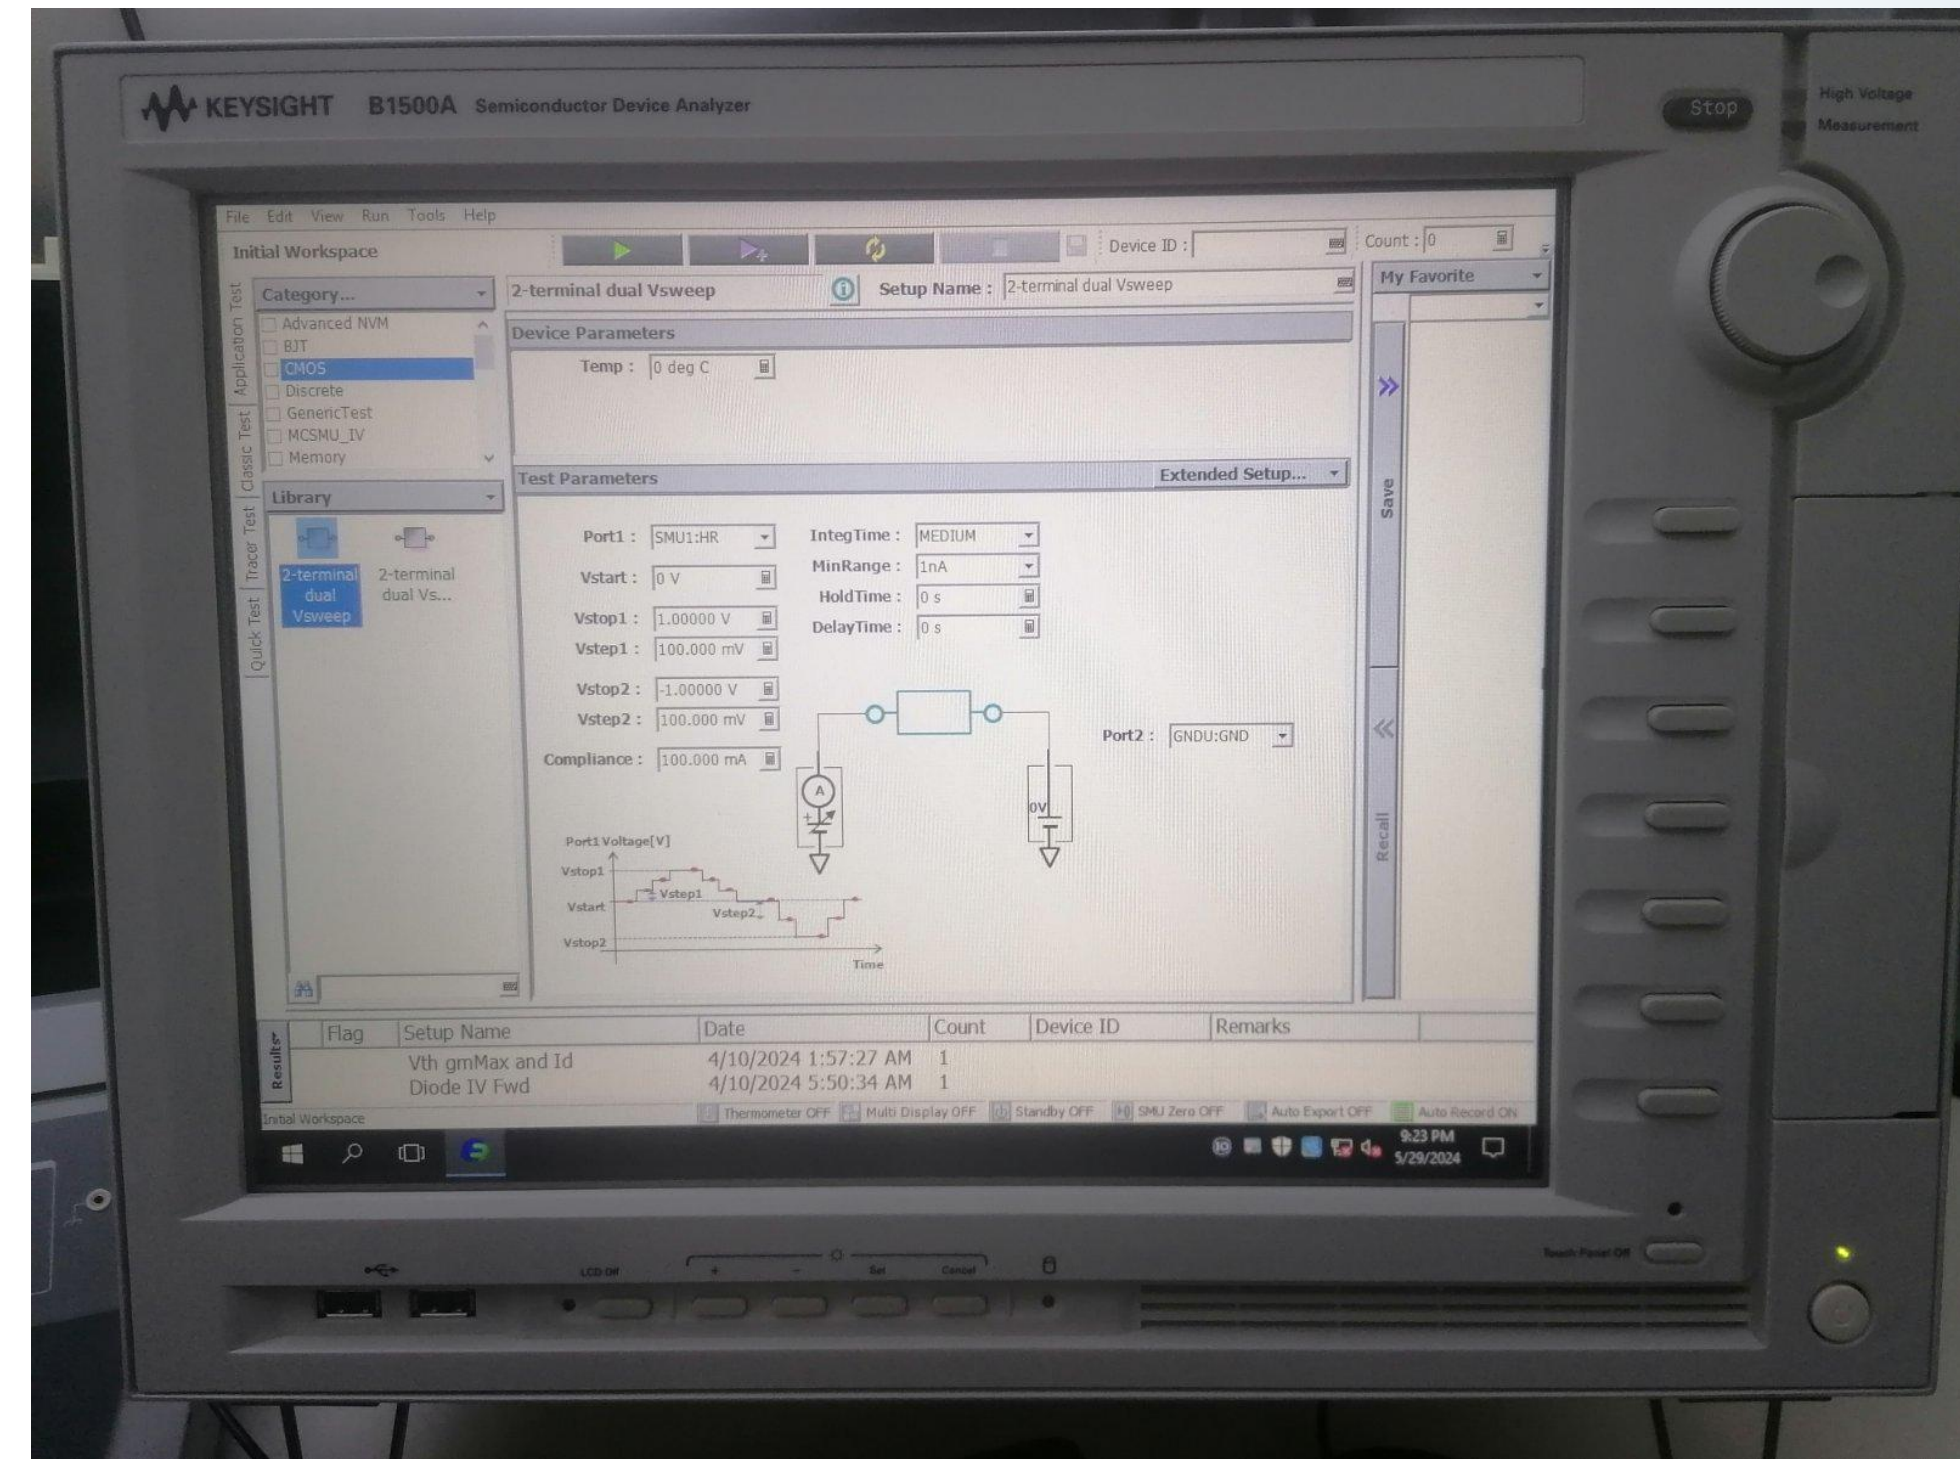 KEYSIGHT B1500A Semiconductor Device Analyzer
Stop
High Voltage
Measurement
File Edit View Run Tools Help
Initial Workspace
Device ID :
Count : 0
Category...
2-terminal dual Vsweep
Setup Name : 2-terminal dual Vsweep
My Favorite
Application Test
Classic Test
Tracer Test
Quick Test
Advanced NVM
BJT
CMOS
Discrete
GenericTest
MCSMU_IV
Memory
Library
2-terminal dual Vsweep
2-terminal dual Vs...
Device Parameters
Temp : 0 deg C
Test Parameters
Extended Setup...
Port1 : SMU1:HR
IntegTime : MEDIUM
Vstart : 0 V
MinRange : 1nA
HoldTime : 0 s
Vstop1 : 1.00000 V
DelayTime : 0 s
Vstep1 : 100.000 mV
Vstop2 : -1.00000 V
Vstep2 : 100.000 mV
Port2 : GNDU:GND
Compliance : 100.000 mA
A
+
0V
Port1 Voltage[V]
Vstop1
Vstep1
Vstart
Vstep2
Vstop2
Time
Save
Recall
Results
Flag Setup Name Date Count Device ID Remarks
Vth gmMax and Id 4/10/2024 1:57:27 AM 1
Diode IV Fwd 4/10/2024 5:50:34 AM 1
Initial Workspace Thermometer OFF Multi Display OFF Standby OFF SMU Zero OFF Auto Export OFF Auto Record ON
9:23 PM
5/29/2024
Touch Panel Off
LCD Off + - Set Cancel